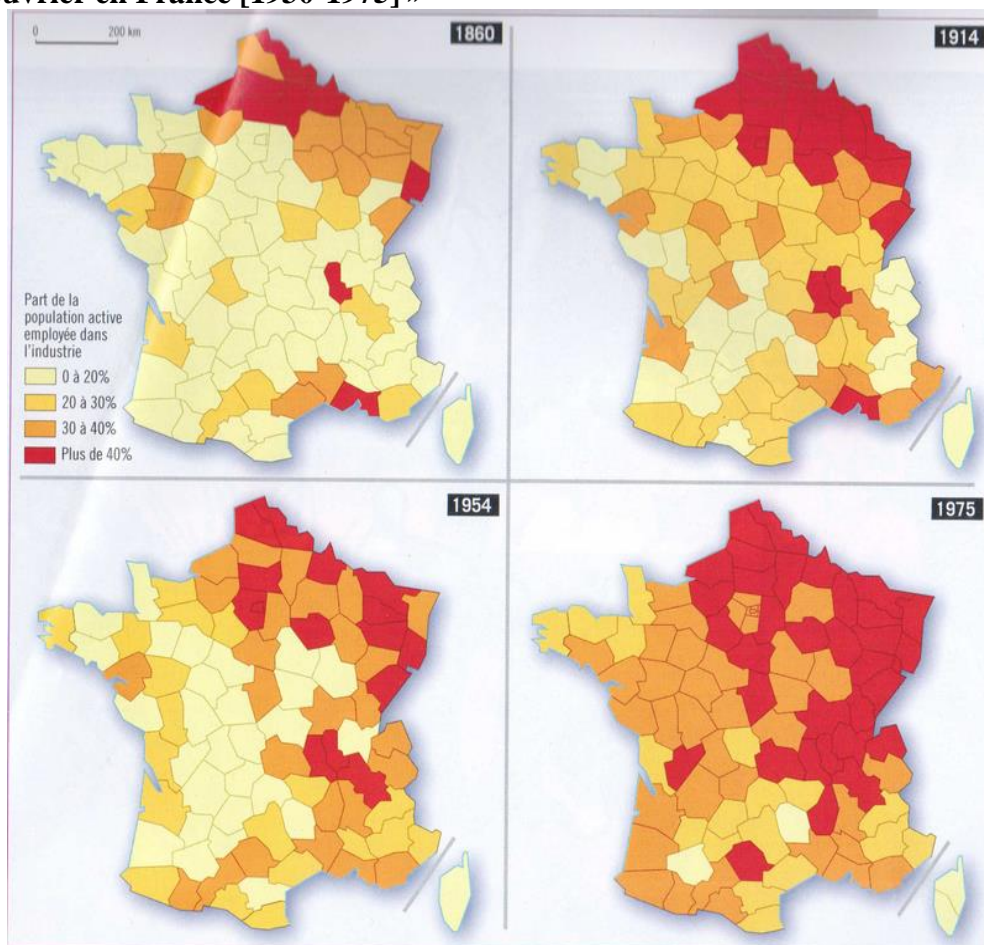 uvrier en France [1930-1975] »
0 200 km
1860
1914
Part de la
population active
employée dans
l'industrie
0 à 20%
20 à 30%
30 à 40%
Plus de 40%
1954
1975